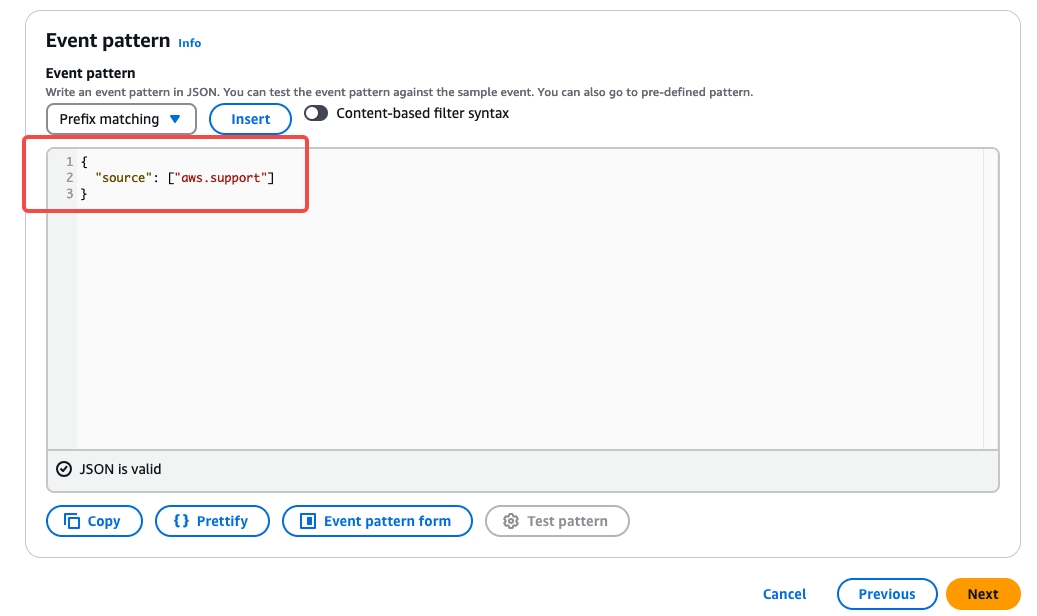 Event pattern Info
Event pattern
Write an event pattern in JSON. You can test the event pattern against the sample event. You can also go to pre-defined pattern.
Prefix matching Insert Content-based filter syntax
1 {
2 "source": ["aws.support"]
3 }
JSON is valid
Copy {} Prettify Event pattern form Test pattern
Cancel Previous Next